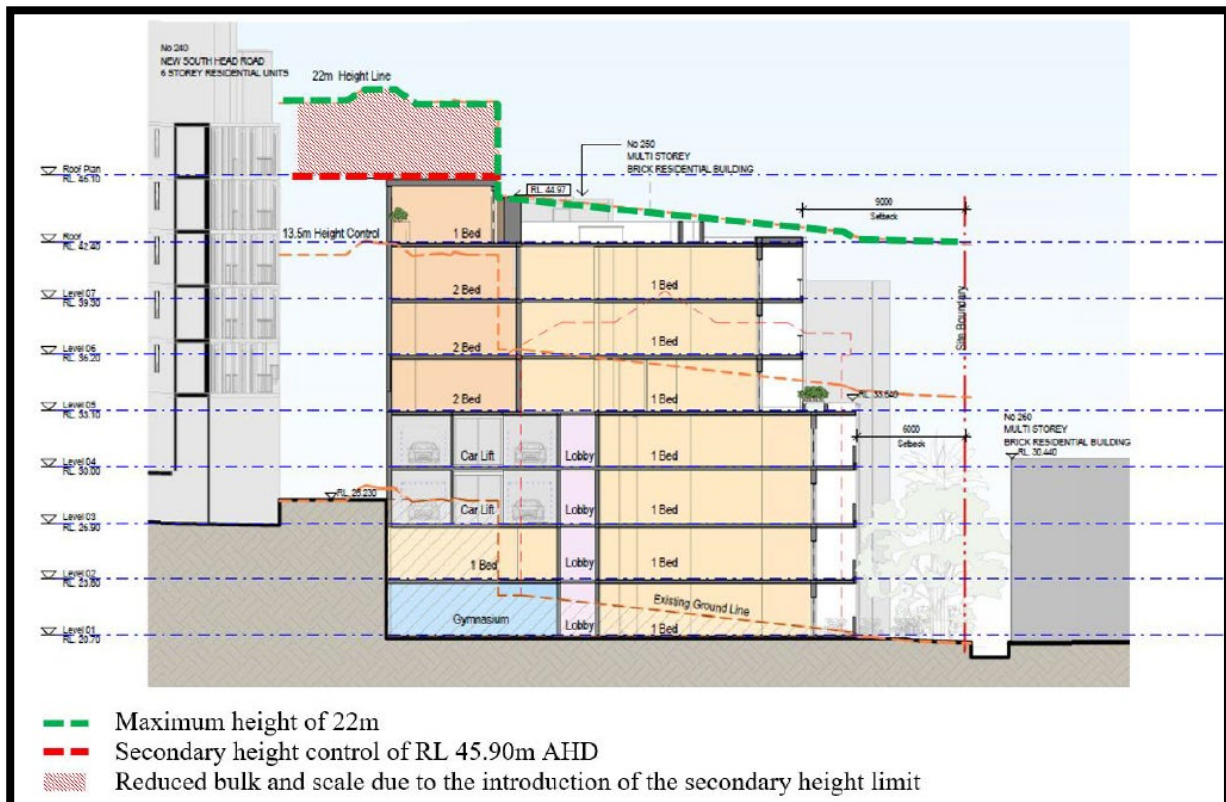 No 240
NEW SOUTH HEAD ROAD
6 STOREY RESIDENTIAL UNITS
22m Height Line
No 250
MULTI STOREY
BRICK RESIDENTIAL BUILDING
Roof Plan
RL 45.10
RL 44.97
9000
Setback
13.5m Height Control
1 Bed
Roof
RL 42.40
2 Bed
1 Bed
Level 07
RL 39.30
2 Bed
1 Bed
Site Boundary
Level 06
RL 36.20
2 Bed
1 Bed
Level 05
RL 33.10
RL 33.640
6000
Setback
No 260
MULTI STOREY
BRICK RESIDENTIAL BUILDING
RL 30.440
Car Lift
Lobby
1 Bed
Level 04
RL 30.00
RL 28.230
Car Lift
Lobby
1 Bed
Level 03
RL 26.90
1 Bed
Lobby
1 Bed
Level 02
RL 23.80
Existing Ground Line
Gymnasium
Lobby
1 Bed
Level 01
RL 20.70
Maximum height of 22m
Secondary height control of RL 45.90m AHD
Reduced bulk and scale due to the introduction of the secondary height limit